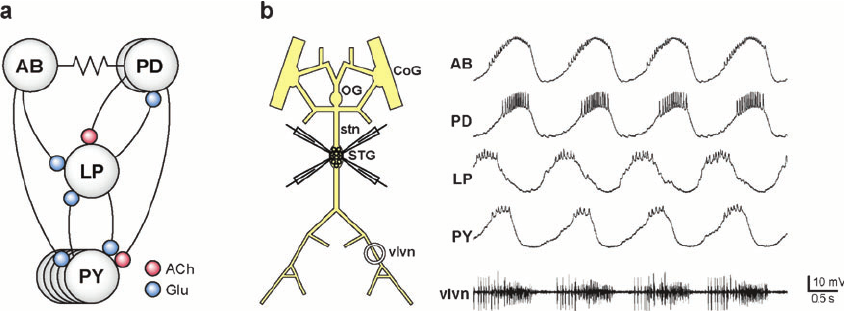 a
AB
PD
LP
PY
ACh
Glu
b
CoG
OG
stn
STG
vlvn
AB
PD
LP
PY
vlvn
10 mV
0.5 s